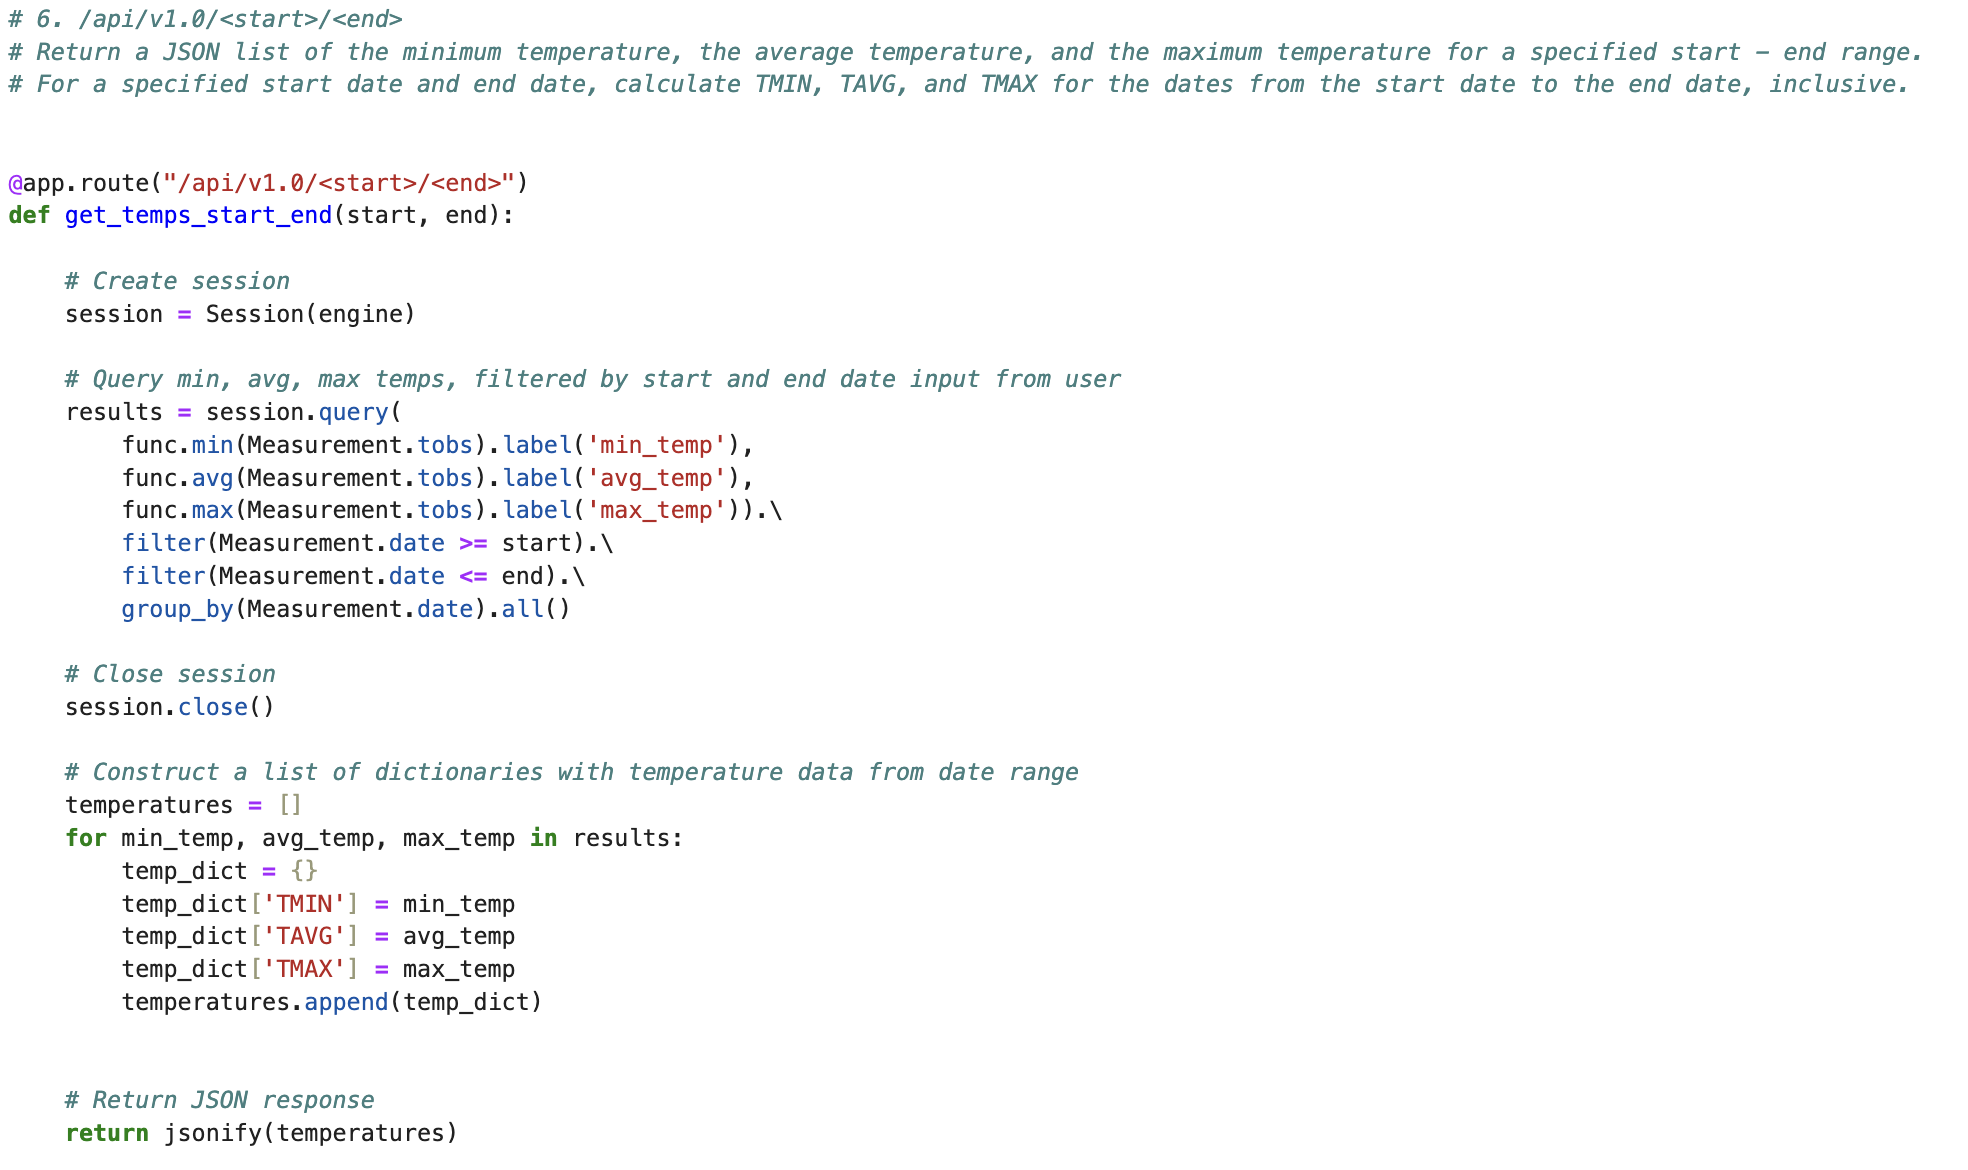 # 6. /api/v1.0/<start>/<end>
# Return a JSON list of the minimum temperature, the average temperature, and the maximum temperature for a specified start – end range.
# For a specified start date and end date, calculate TMIN, TAVG, and TMAX for the dates from the start date to the end date, inclusive.
@app.route("/api/v1.0/<start>/<end>")
def get_temps_start_end(start, end):
    # Create session
    session = Session(engine)
    # Query min, avg, max temps, filtered by start and end date input from user
    results = session.query(
        func.min(Measurement.tobs).label('min_temp'),
        func.avg(Measurement.tobs).label('avg_temp'),
        func.max(Measurement.tobs).label('max_temp')).\
        filter(Measurement.date >= start).\
        filter(Measurement.date <= end).\
        group_by(Measurement.date).all()
    # Close session
    session.close()
    # Construct a list of dictionaries with temperature data from date range
    temperatures = []
    for min_temp, avg_temp, max_temp in results:
        temp_dict = {}
        temp_dict['TMIN'] = min_temp
        temp_dict['TAVG'] = avg_temp
        temp_dict['TMAX'] = max_temp
        temperatures.append(temp_dict)
    # Return JSON response
    return jsonify(temperatures)